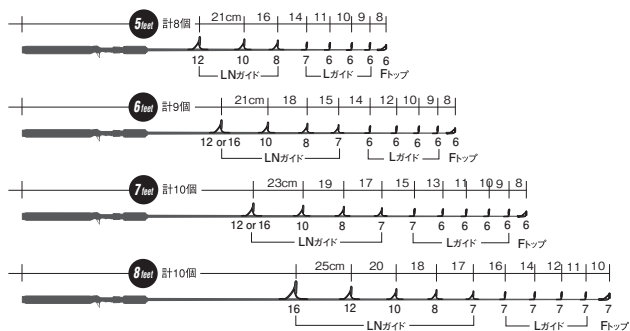 5feet 計8個 21cm 16 14 11 10 9 8
12 10 8 7 6 6 6 6
LNガイド Lガイド Fトップ
6feet 計9個 21cm 18 15 14 12 10 9 8
12 or 16 10 8 7 6 6 6 6 6
LNガイド Lガイド Fトップ
7feet 計10個 23cm 19 17 15 13 11 10 9 8
12 or 16 10 8 7 7 6 6 6 6 6
LNガイド Lガイド Fトップ
8feet 計10個 25cm 20 18 17 16 14 12 11 10
16 12 10 8 7 7 7 7 7 7
LNガイド Lガイド Fトップ